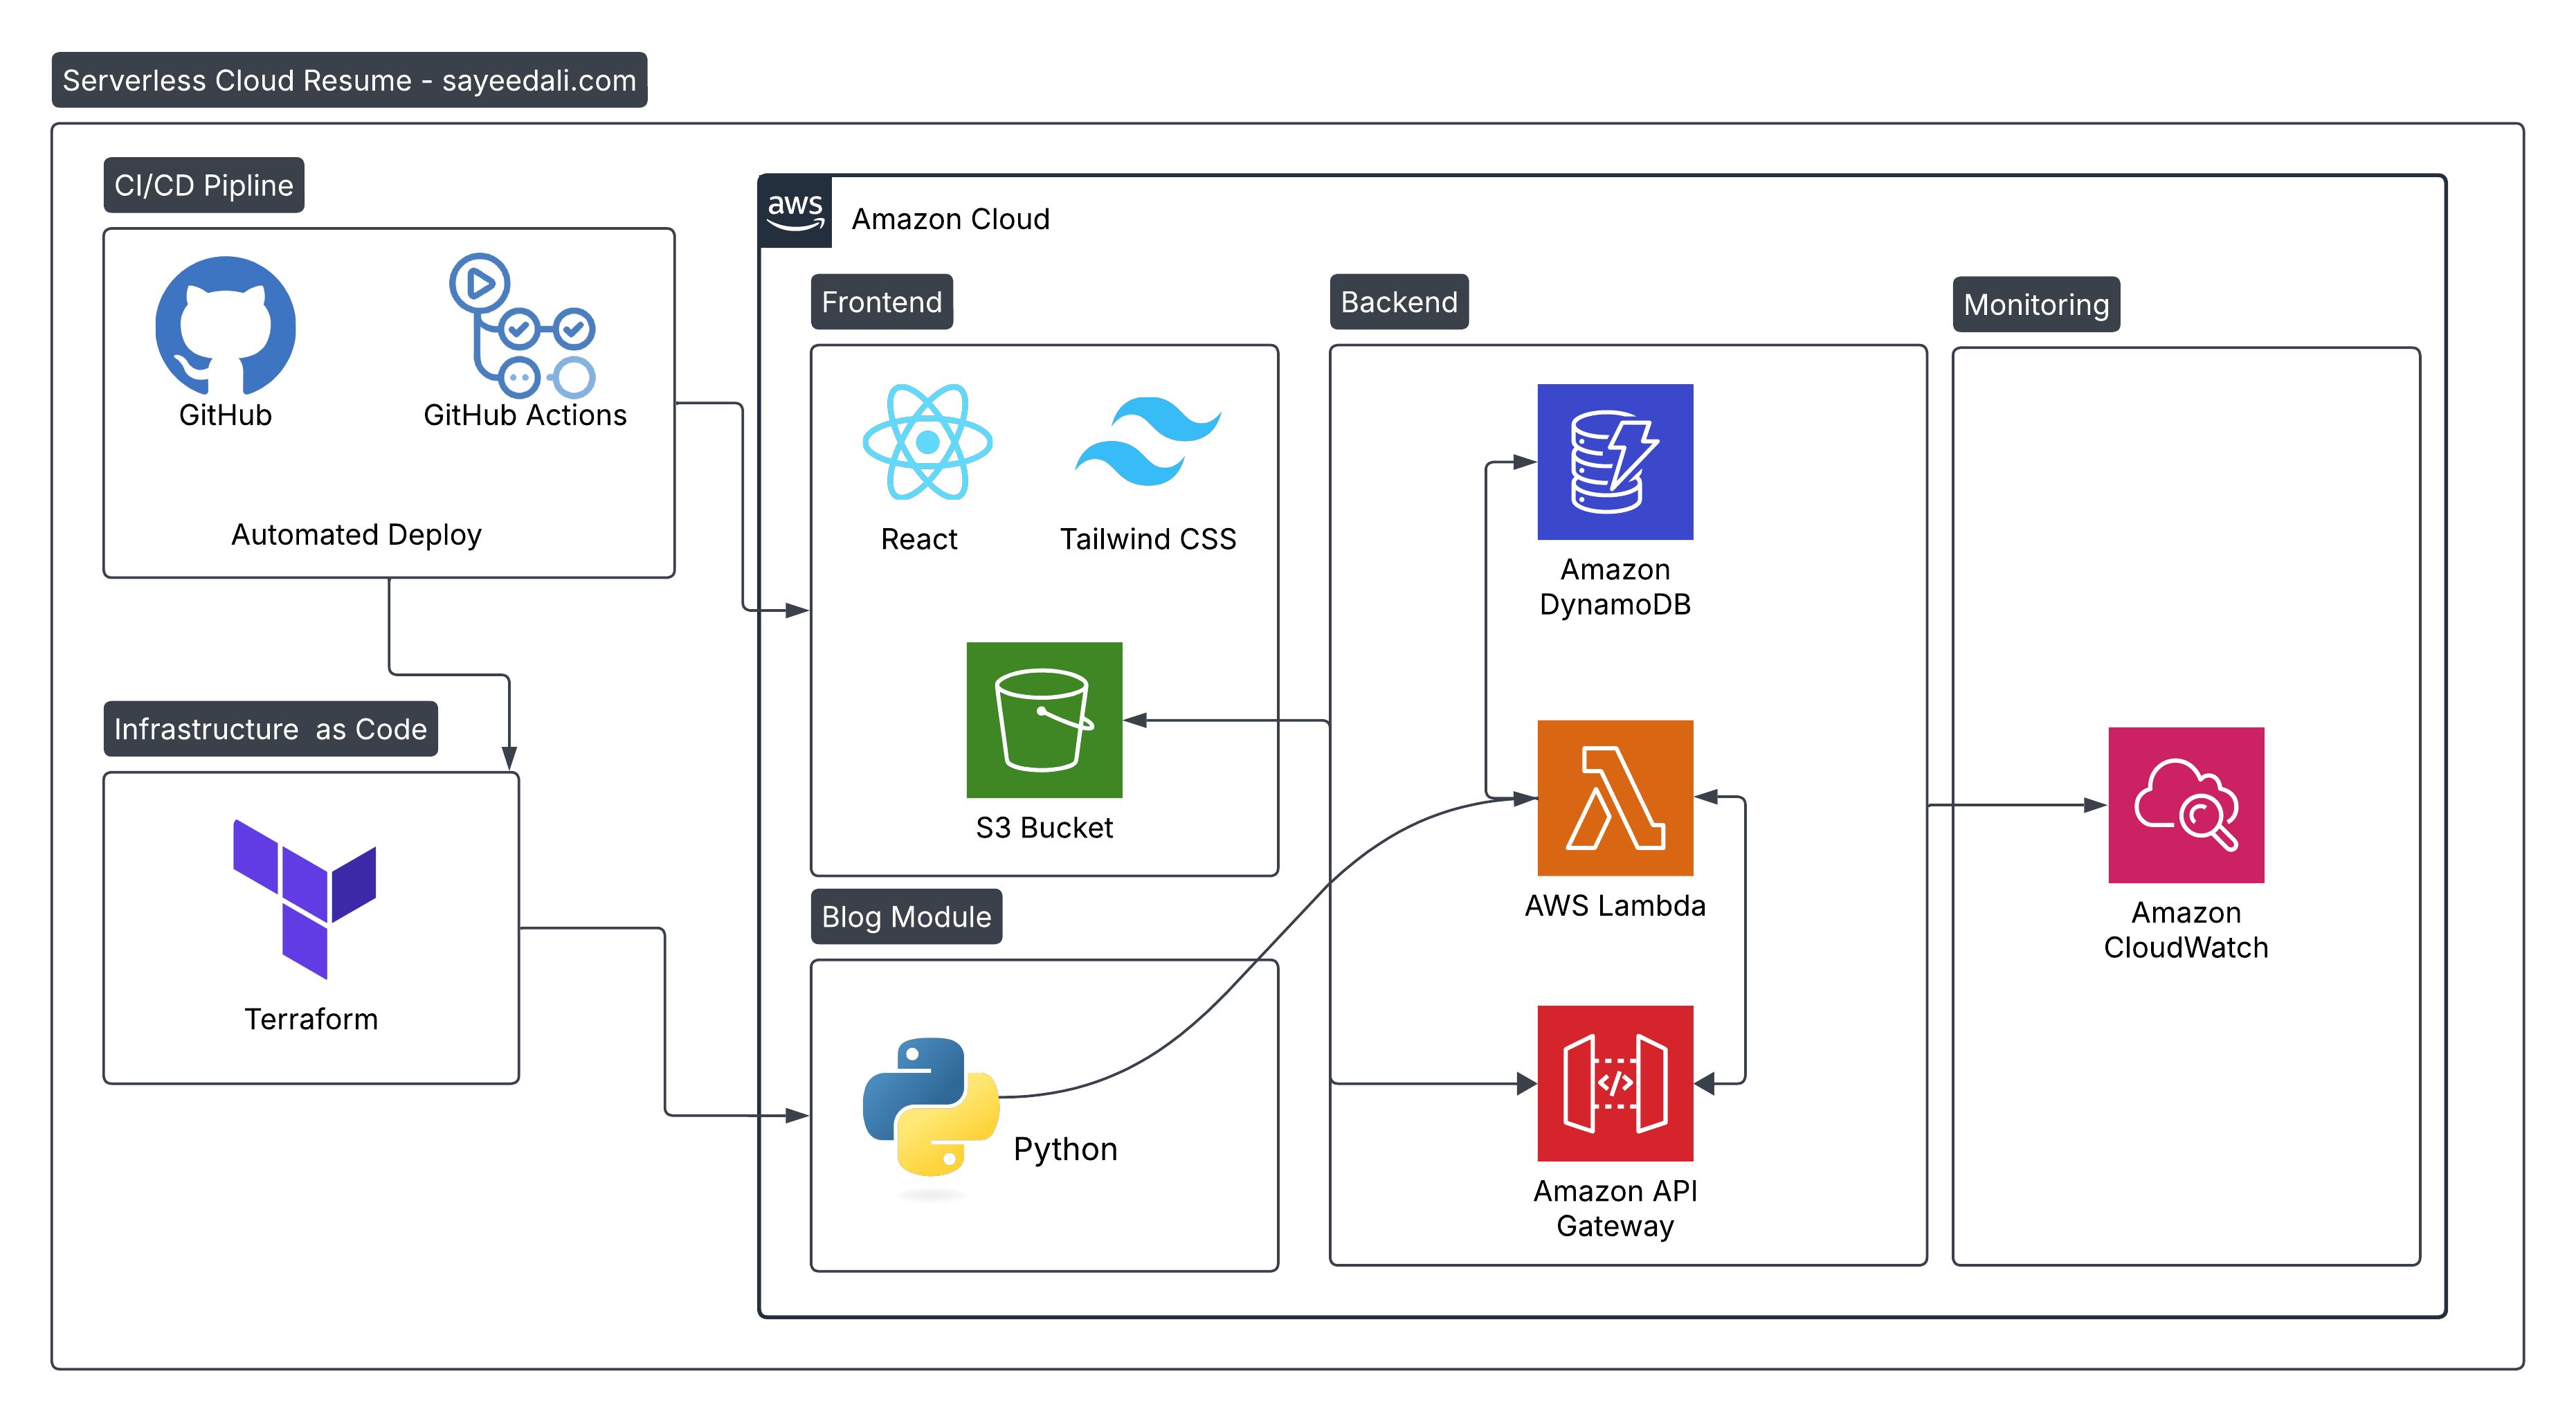 Serverless Cloud Resume - sayeedali.com
CI/CD Pipline
GitHub
GitHub Actions
Automated Deploy
Infrastructure  as Code
Terraform
aws
Amazon Cloud
Frontend
React
Tailwind CSS
S3 Bucket
Blog Module
Python
Backend
Amazon
DynamoDB
AWS Lambda
</>
Amazon API
Gateway
Monitoring
Amazon
CloudWatch